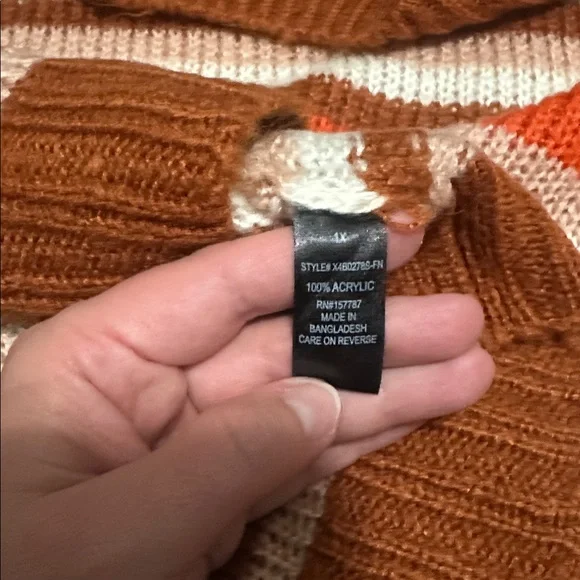 1X
STYLE# X4B0278S-FN
100% ACRYLIC
RN#157787
MADE IN
BANGLADESH
CARE ON REVERSE